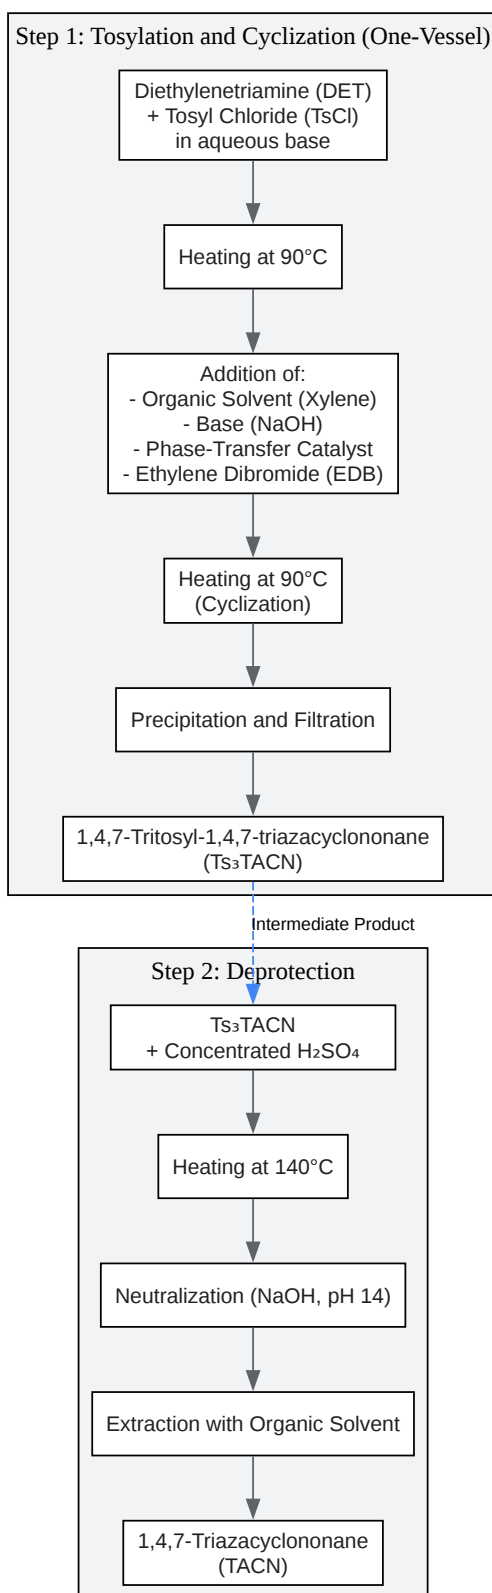 Step 1: Tosylation and Cyclization (One-Vessel)
Diethylenetriamine (DET)
+ Tosyl Chloride (TsCl)
in aqueous base
Heating at 90°C
Addition of:
- Organic Solvent (Xylene)
- Base (NaOH)
- Phase-Transfer Catalyst
- Ethylene Dibromide (EDB)
Heating at 90°C
(Cyclization)
Precipitation and Filtration
1,4,7-Tritosyl-1,4,7-triazacyclononane
(Ts₃TACN)
Intermediate Product
Step 2: Deprotection
Ts₃TACN
+ Concentrated H₂SO₄
Heating at 140°C
Neutralization (NaOH, pH 14)
Extraction with Organic Solvent
1,4,7-Triazacyclononane
(TACN)